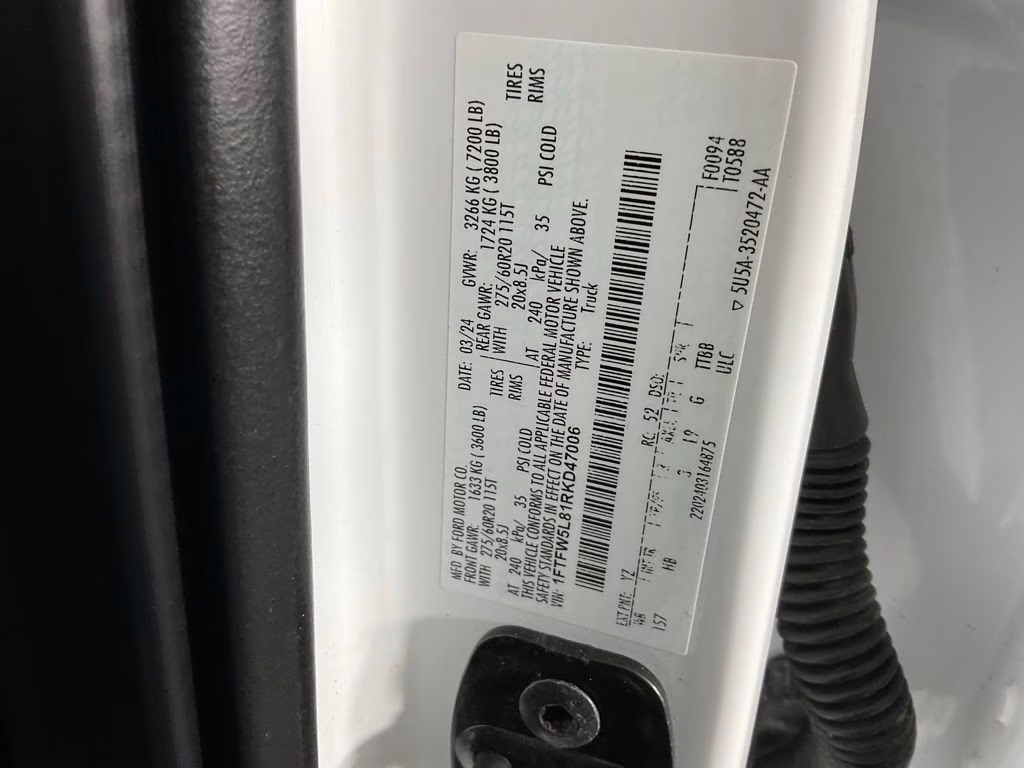 MFD BY FORD MOTOR CO.
DATE: 03/24 GVWR: 3266 KG ( 7200 LB)
FRONT GAWR: 1633 KG ( 3600 LB)
REAR GAWR: 1724 KG ( 3800 LB)
WITH 275/60R20 115T TIRES
WITH 275/60R20 115T TIRES
20x8.5J RIMS
20x8.5J RIMS
AT 240 kPa/ 35 PSI COLD
AT 240 kPa/ 35 PSI COLD
THIS VEHICLE CONFORMS TO ALL APPLICABLE FEDERAL MOTOR VEHICLE
SAFETY STANDARDS IN EFFECT ON THE DATE OF MANUFACTURE SHOWN ABOVE.
VIN: 1FTFW5L81RKD47006 TYPE: Truck
EXT PNT: YZ RC: 52 DSO: F0094
WB T0588
157 HB 3 L9 G TTBB
ULC
2202403164875
5U5A-3520472-AA